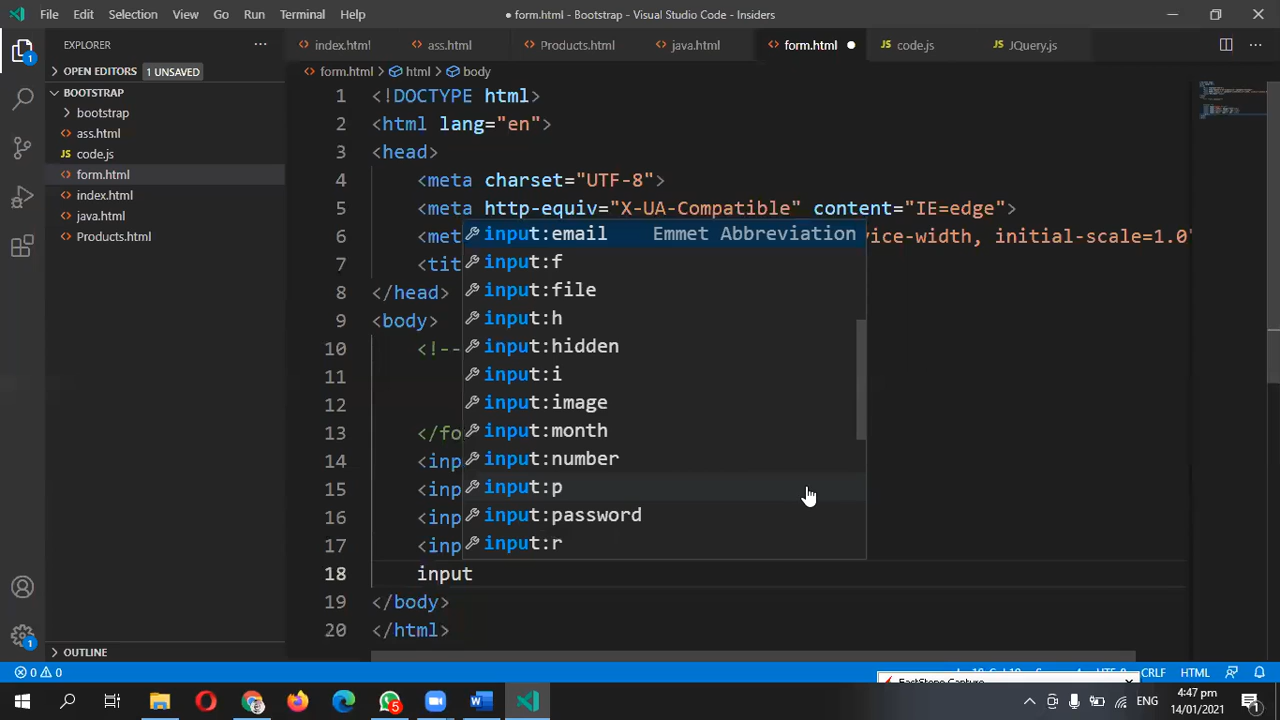 File Edit Selection View Go Run Terminal Help
● form.html - Bootstrap - Visual Studio Code - Insiders
EXPLORER
index.html ass.html Products.html java.html form.html code.js JQuery.js
OPEN EDITORS 1 UNSAVED
form.html > html > body
BOOTSTRAP
bootstrap
ass.html
code.js
form.html
index.html
java.html
Products.html
OUTLINE
1 <!DOCTYPE html>
2 <html lang="en">
3 <head>
4 <meta charset="UTF-8">
5 <meta http-equiv="X-UA-Compatible" content="IE=edge">
6 <met vice-width, initial-scale=1.0"
7 <tit
8 </head>
9 <body>
10 <!--
11
12
13 </fo
14 <inp
15 <inp
16 <inp
17 <inp
18 input
19 </body>
20 </html>
input:email Emmet Abbreviation
input:f
input:file
input:h
input:hidden
input:i
input:image
input:month
input:number
input:p
input:password
input:r
0 0
CRLF HTML
FastStone Capture
ENG
4:47 pm
14/01/2021